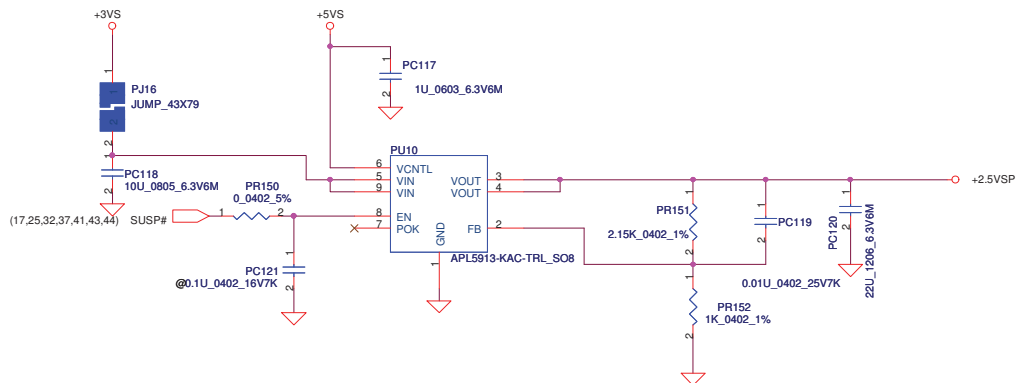 +3VS
+5VS
1
PJ16
JUMP_43X79
1
2
2
1
PC117
1U_0603_6.3V6M
2
1
PC118
10U_0805_6.3V6M
2
PU10
6
VCNTL
5
VIN
9
VIN
VOUT
3
VOUT
4
+2.5VSP
(17,25,32,37,41,43,44)
SUSP#
1
PR150
0_0402_5%
2
8
EN
7
POK
GND
FB
2
1
APL5913-KAC-TRL_SO8
1
PC121
@0.1U_0402_16V7K
2
1
PR151
2.15K_0402_1%
2
1
PC119
2
0.01U_0402_25V7K
1
PC120
2
22U_1206_6.3V6M
1
PR152
1K_0402_1%
2